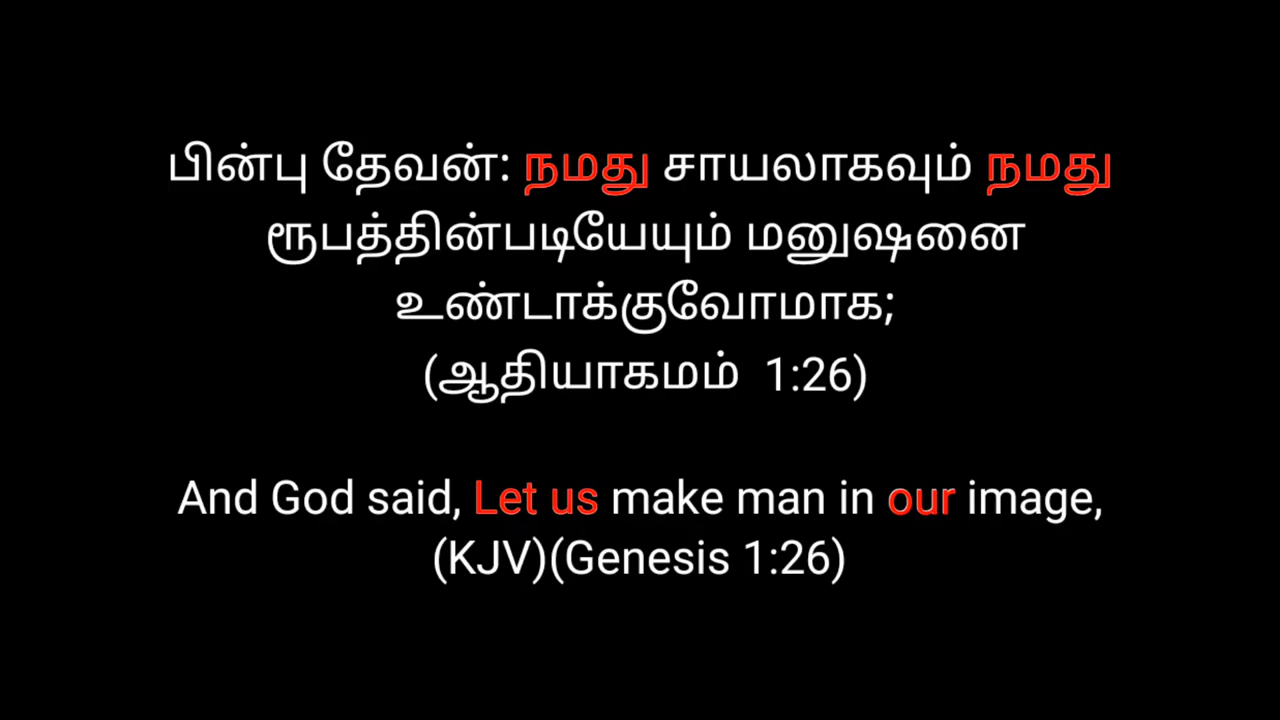 பின்பு தேவன்: நமது சாயலாகவும் நமது
ரூபத்தின்படியேயும் மனுஷனை
உண்டாக்குவோமாக;
(ஆதியாகமம் 1:26)
And God said, Let us make man in our image,
(KJV)(Genesis 1:26)